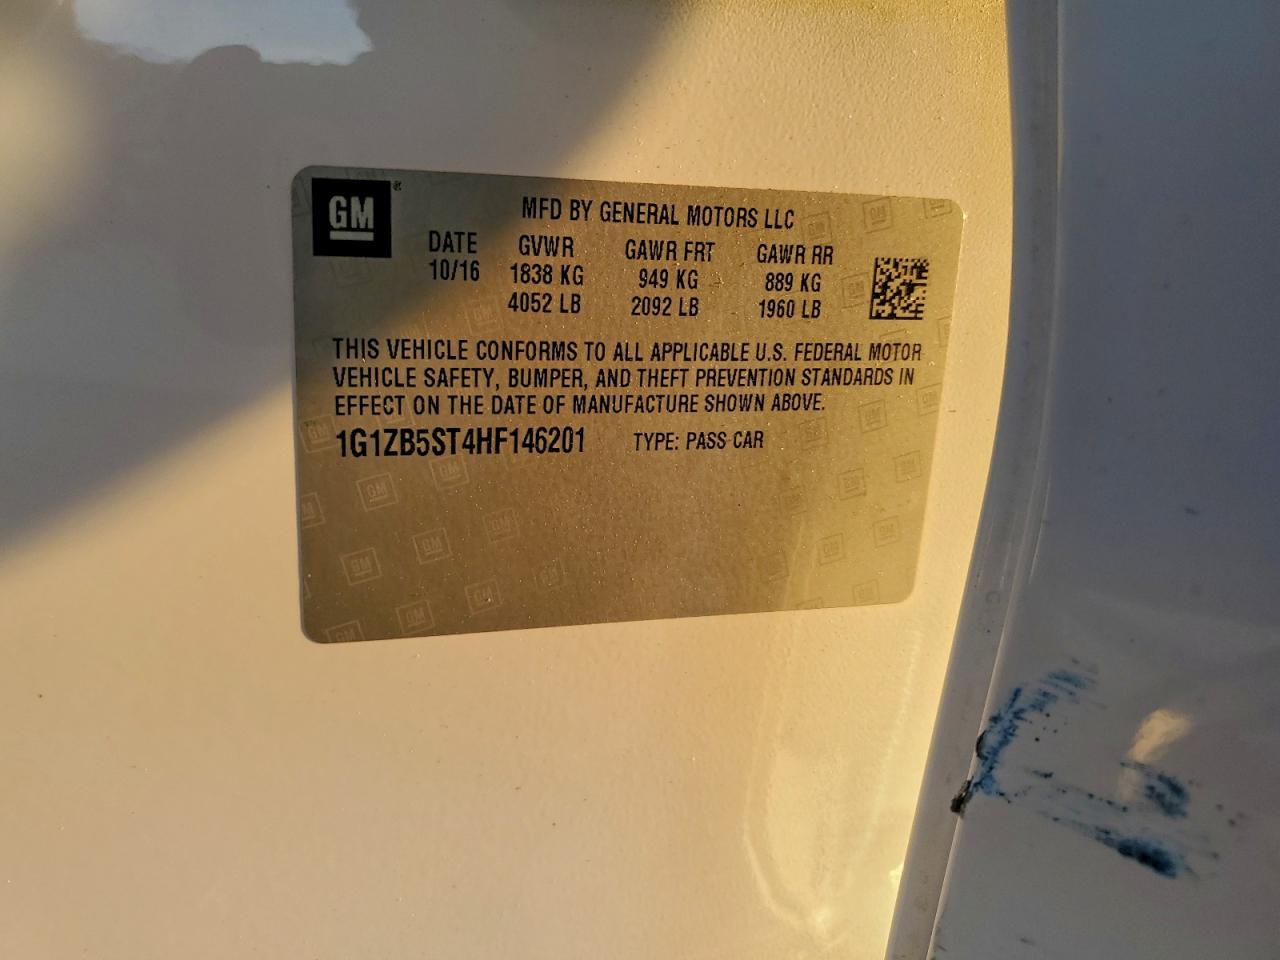 GM
MFD BY GENERAL MOTORS LLC
DATE GVWR GAWR FRT GAWR RR
10/16 1838 KG 949 KG 889 KG
4052 LB 2092 LB 1960 LB
THIS VEHICLE CONFORMS TO ALL APPLICABLE U.S. FEDERAL MOTOR
VEHICLE SAFETY, BUMPER, AND THEFT PREVENTION STANDARDS IN
EFFECT ON THE DATE OF MANUFACTURE SHOWN ABOVE.
1G1ZB5ST4HF146201 TYPE: PASS CAR